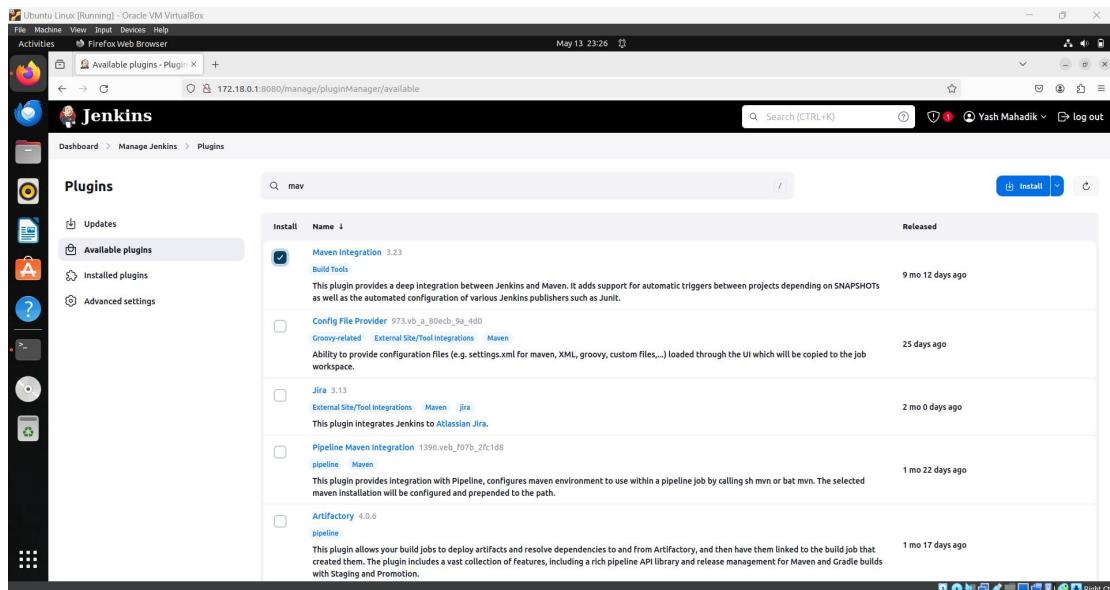 Ubuntu Linux [Running] - Oracle VM VirtualBox
File Machine View Input Devices Help
Activities Firefox Web Browser May 13 23:26
Available plugins - Plugin
172.18.0.1:8080/manage/pluginManager/available
Jenkins Search (CTRL+K) 1 Yash Mahadik log out
Dashboard > Manage Jenkins > Plugins
Plugins
mav /
Install
Updates
Available plugins
Installed plugins
Advanced settings
Install Name ↓ Released
Maven Integration 3.23
Build Tools
This plugin provides a deep integration between Jenkins and Maven. It adds support for automatic triggers between projects depending on SNAPSHOTs
as well as the automated configuration of various Jenkins publishers such as Junit.
9 mo 12 days ago
Config File Provider 973.vb_a_80ecb_9a_4d0
Groovy-related External Site/Tool Integrations Maven
Ability to provide configuration files (e.g. settings.xml for maven, XML, groovy, custom files,...) loaded through the UI which will be copied to the job
workspace.
25 days ago
Jira 3.13
External Site/Tool Integrations Maven jira
This plugin integrates Jenkins to Atlassian Jira.
2 mo 0 days ago
Pipeline Maven Integration 1396.veb_f07b_2fc1d8
pipeline Maven
This plugin provides integration with Pipeline, configures maven environment to use within a pipeline job by calling sh mvn or bat mvn. The selected
maven installation will be configured and prepended to the path.
1 mo 22 days ago
Artifactory 4.0.6
pipeline
This plugin allows your build jobs to deploy artifacts and resolve dependencies to and from Artifactory, and then have them linked to the build job that
created them. The plugin includes a vast collection of features, including a rich pipeline API library and release management for Maven and Gradle builds
with Staging and Promotion.
1 mo 17 days ago